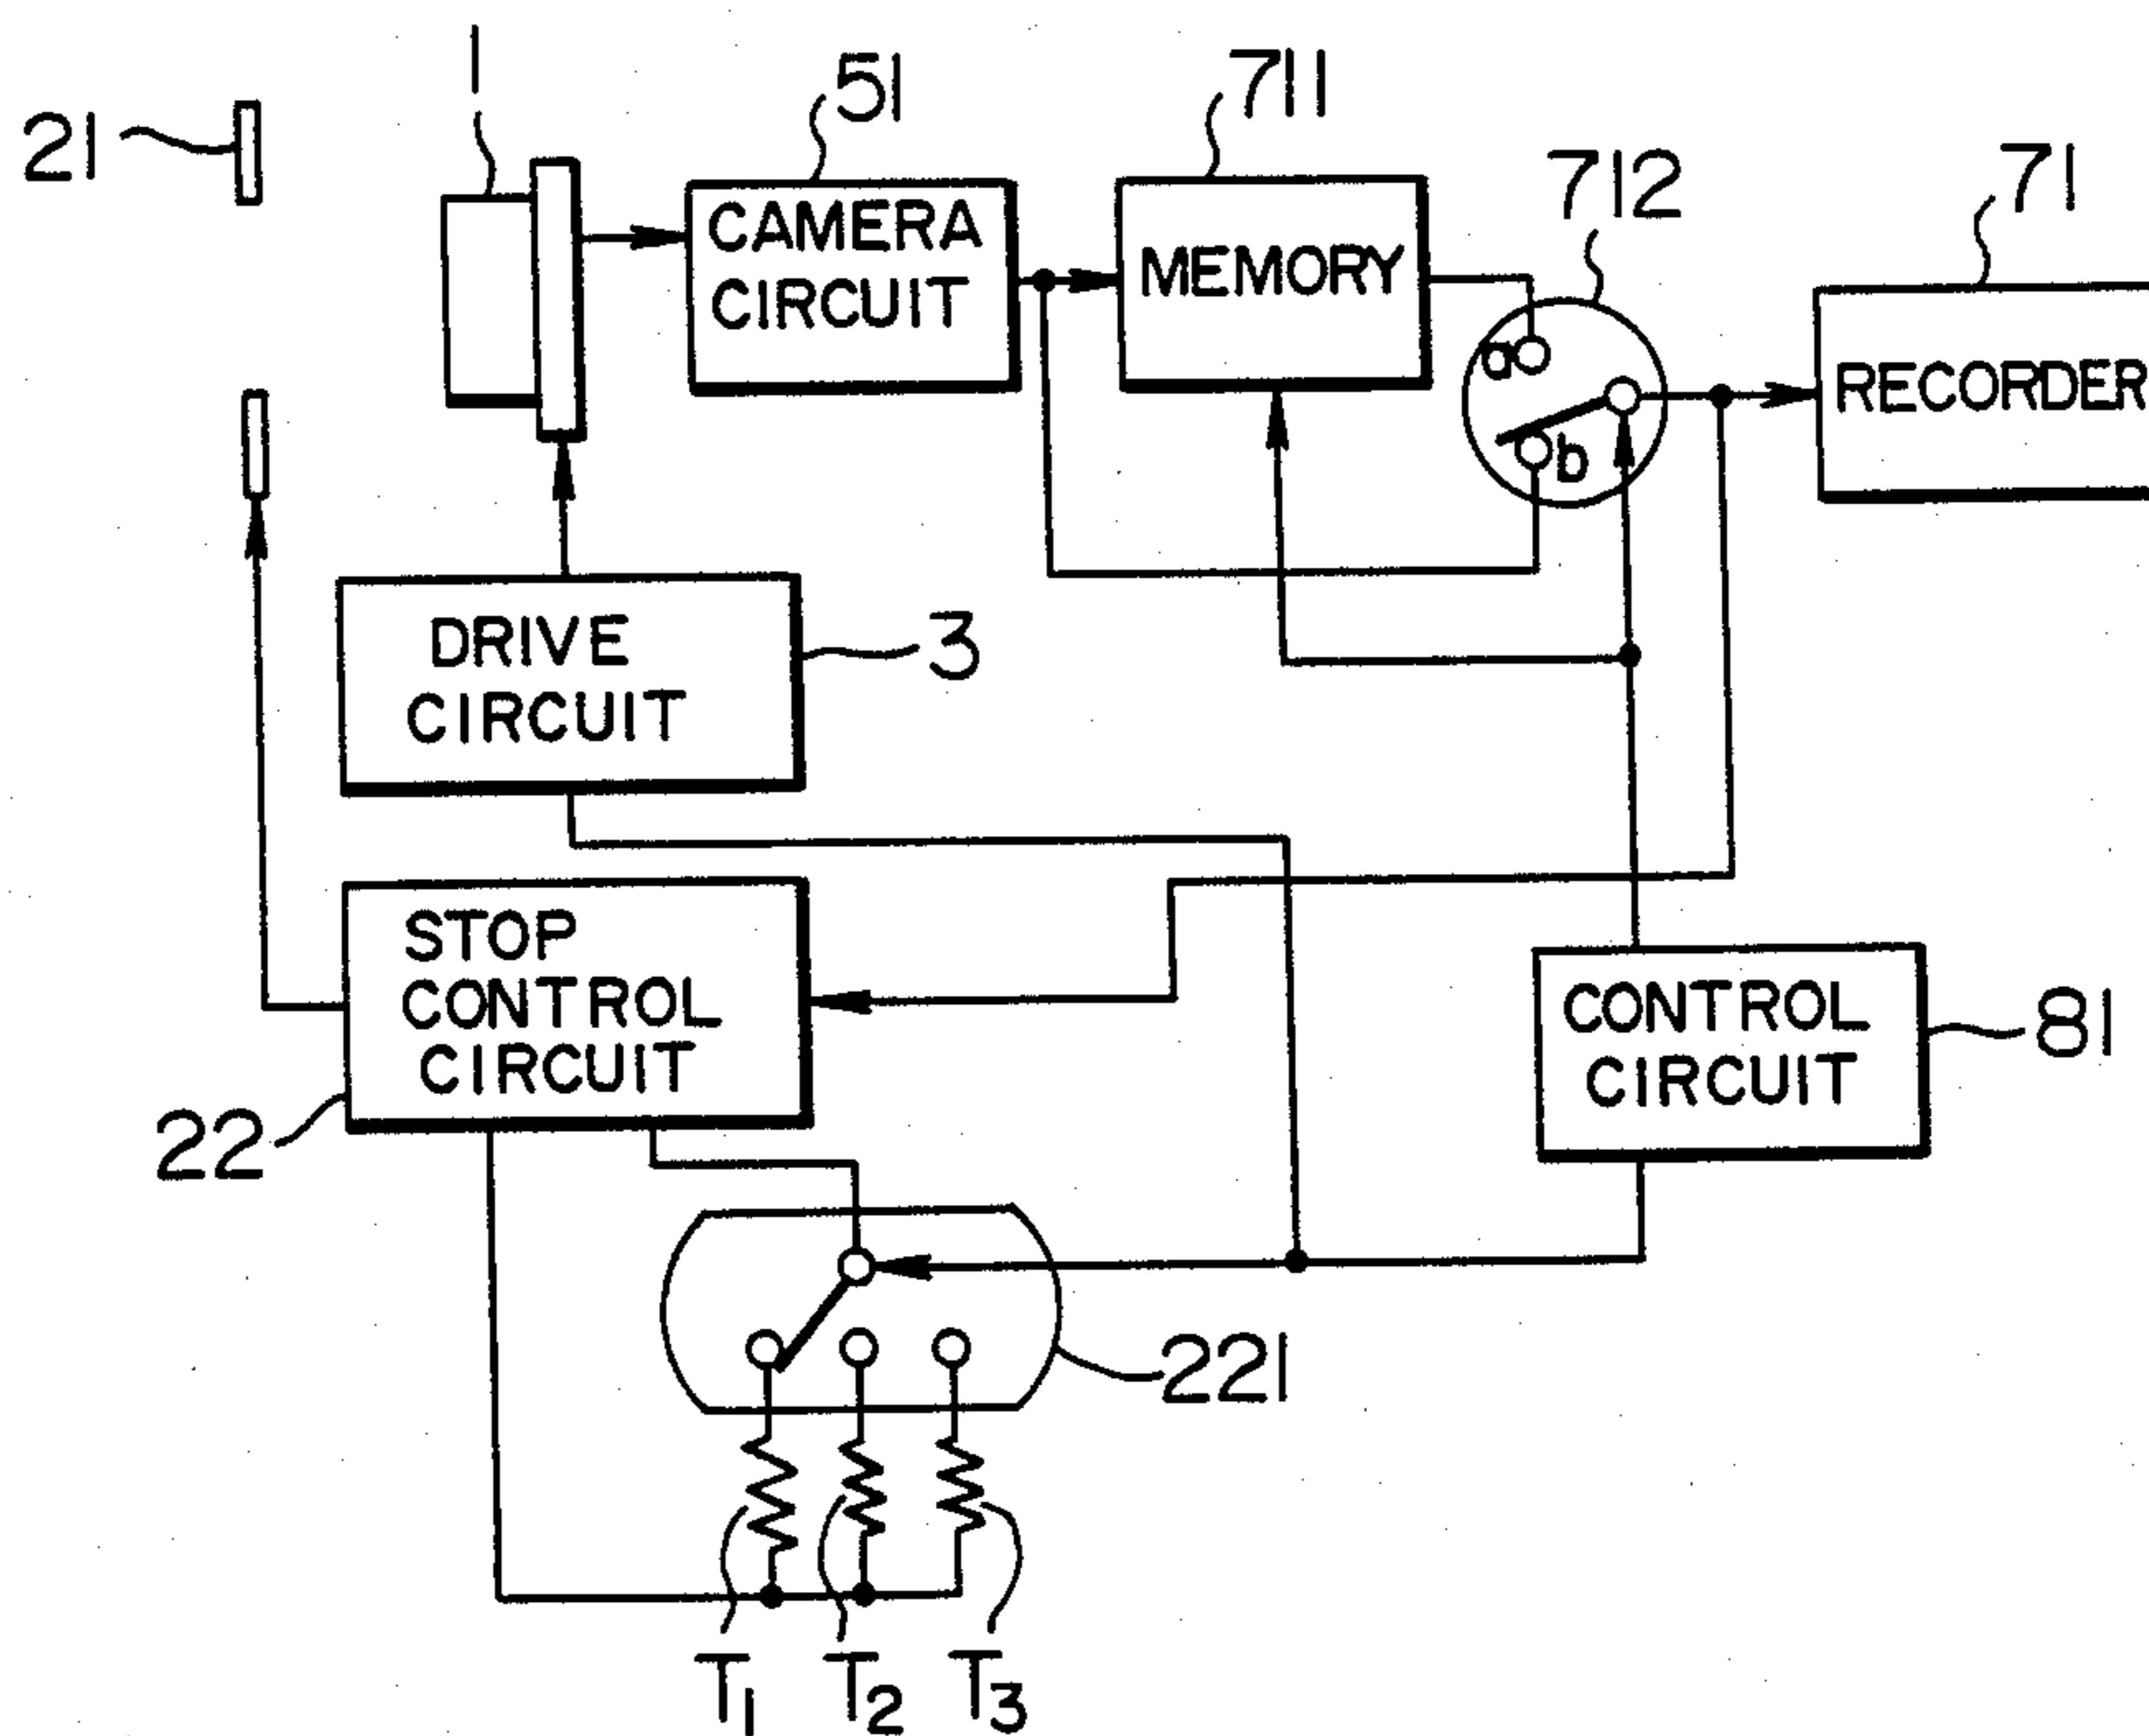 1
51
711
21
712
71
CAMERA
CIRCUIT
MEMORY
a
b
RECORDER
DRIVE
CIRCUIT
3
STOP
CONTROL
CIRCUIT
22
CONTROL
CIRCUIT
81
221
T1
T2
T3